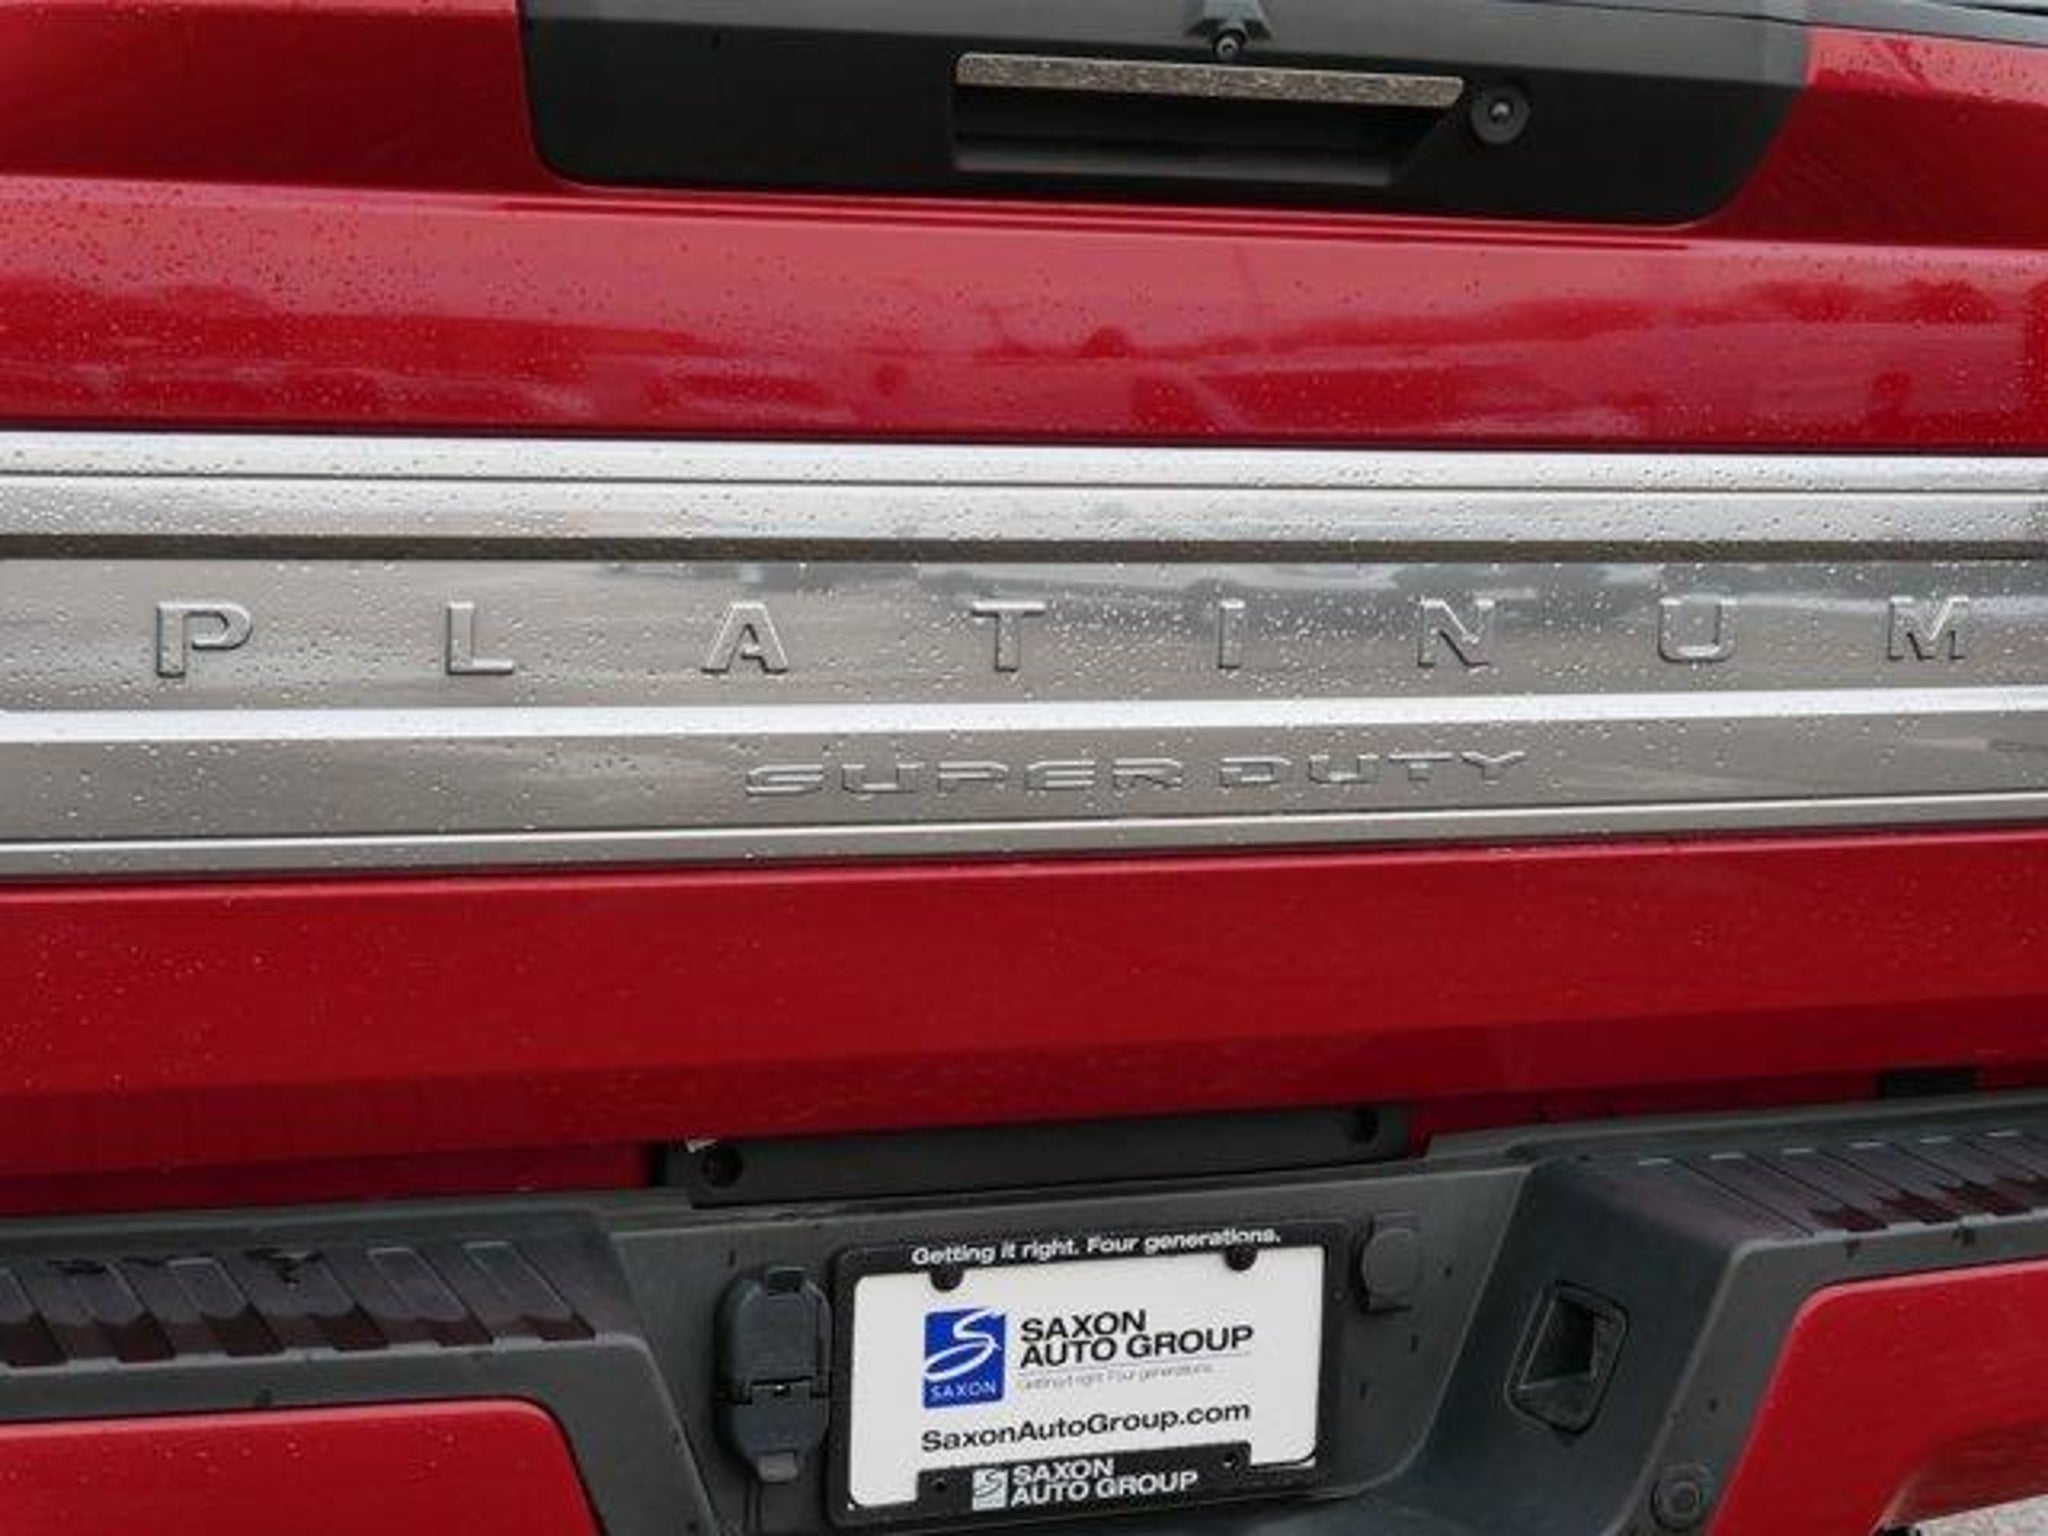 PLATINUM
SUPER DUTY
Getting it right. Four generations.
SAXON
AUTO GROUP
Getting it right. Four generations.
SAXON
SaxonAutoGroup.com
SAXON
AUTO GROUP